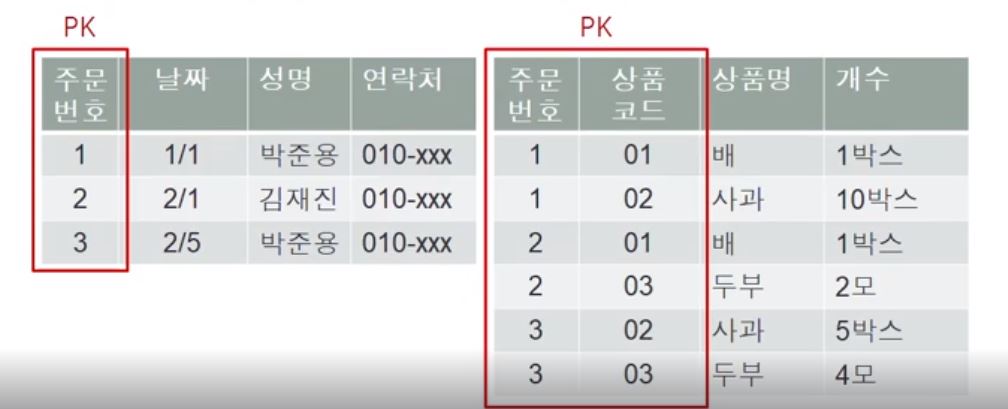 PK
주문번호 날짜 성명 연락처
1 1/1 박준용 010-xxx
2 2/1 김재진 010-xxx
3 2/5 박준용 010-xxx
PK
주문번호 상품코드 상품명 개수
1 01 배 1박스
1 02 사과 10박스
2 01 배 1박스
2 03 두부 2모
3 02 사과 5박스
3 03 두부 4모